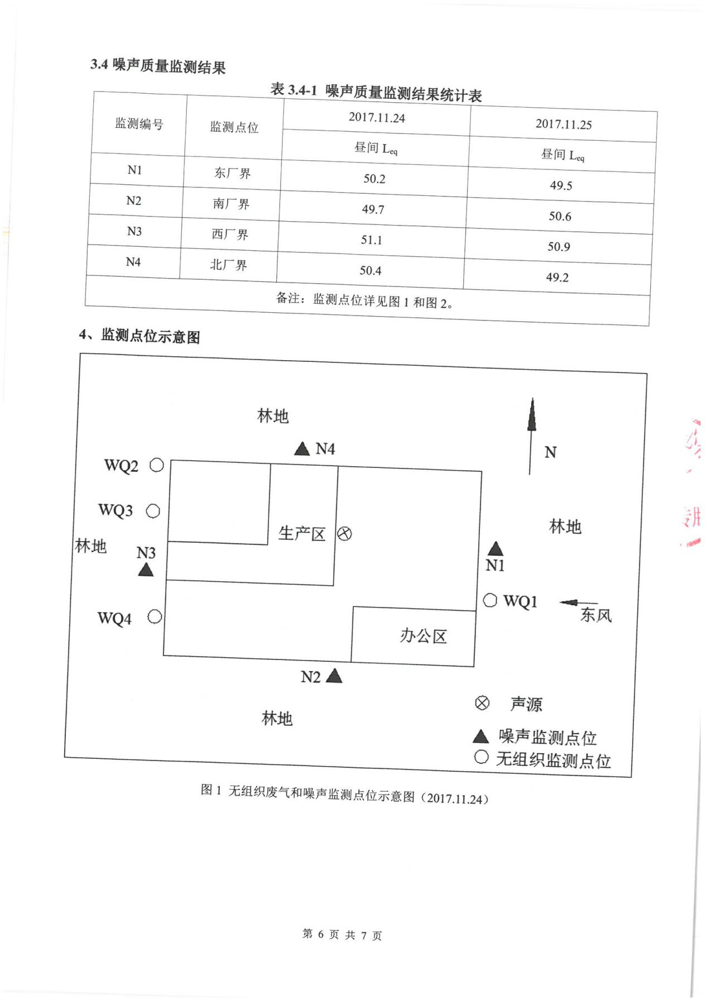 3.4 噪声质量监测结果
表 3.4-1 噪声质量监测结果统计表
监测编号 监测点位 2017.11.24 2017.11.25
昼间 Leq 昼间 Leq
N1 东厂界 50.2 49.5
N2 南厂界 49.7 50.6
N3 西厂界 51.1 50.9
N4 北厂界 50.4 49.2
备注：监测点位详见图 1 和图 2。
4、监测点位示意图
林地
N4
N
WQ2
WQ3
生产区
林地
林地
N3
N1
WQ1
东风
WQ4
办公区
N2
声源
林地
噪声监测点位
无组织监测点位
图 1 无组织废气和噪声监测点位示意图（2017.11.24）
第 6 页 共 7 页